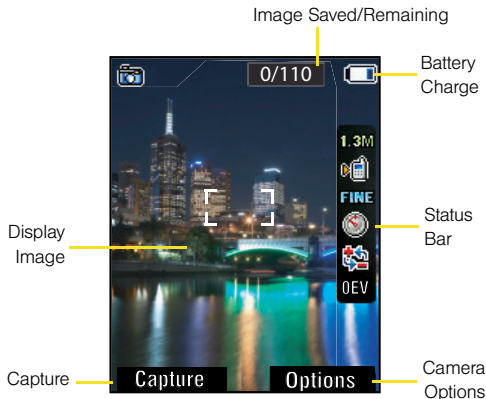 Image Saved/Remaining
0/110
Battery
Charge
1.3M
FINE
Status
Bar
Display
Image
0EV
Capture
Capture
Options
Camera
Options